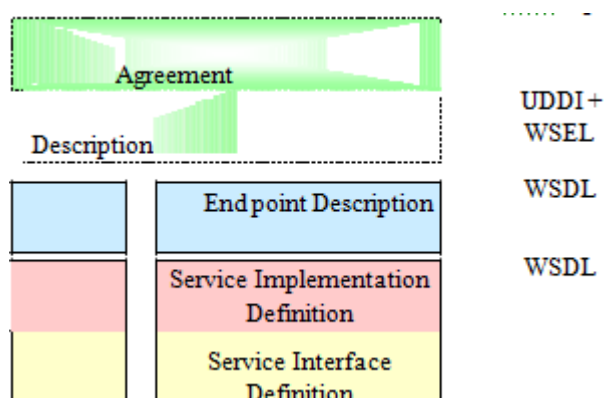 Agreement
Description
UDDI +
WSEL
Endpoint Description
WSDL
Service Implementation
Definition
WSDL
Service Interface
Definition